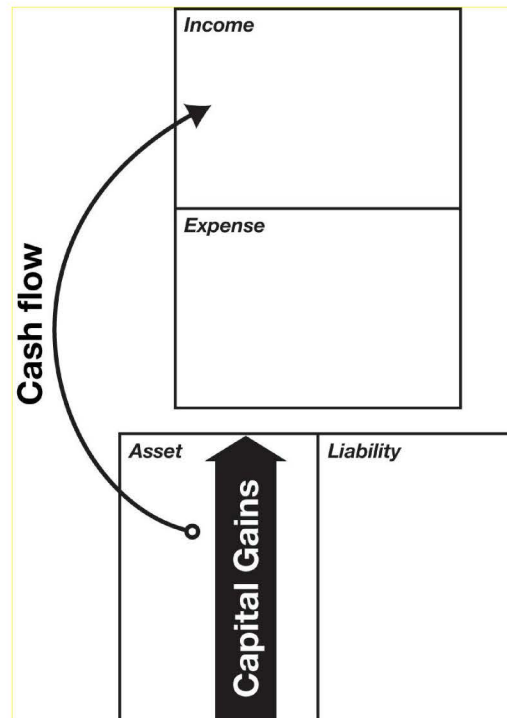 Income
Expense
Cash flow
Asset
Liability
Capital Gains